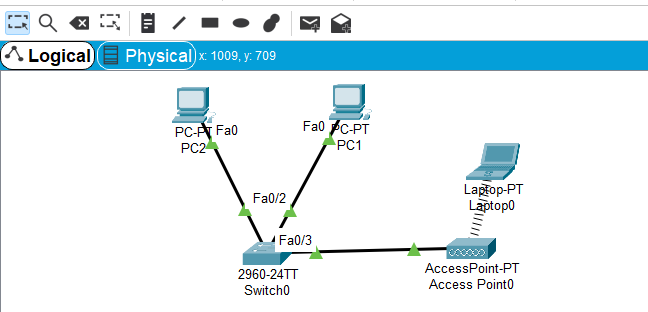 Logical
Physical
x: 1009, y: 709
Fa0
PC-PT
PC2
Fa0
PC-PT
PC1
Laptop-PT
Laptop0
Fa0/2
Fa0/3
2960-24TT
Switch0
AccessPoint-PT
Access Point0